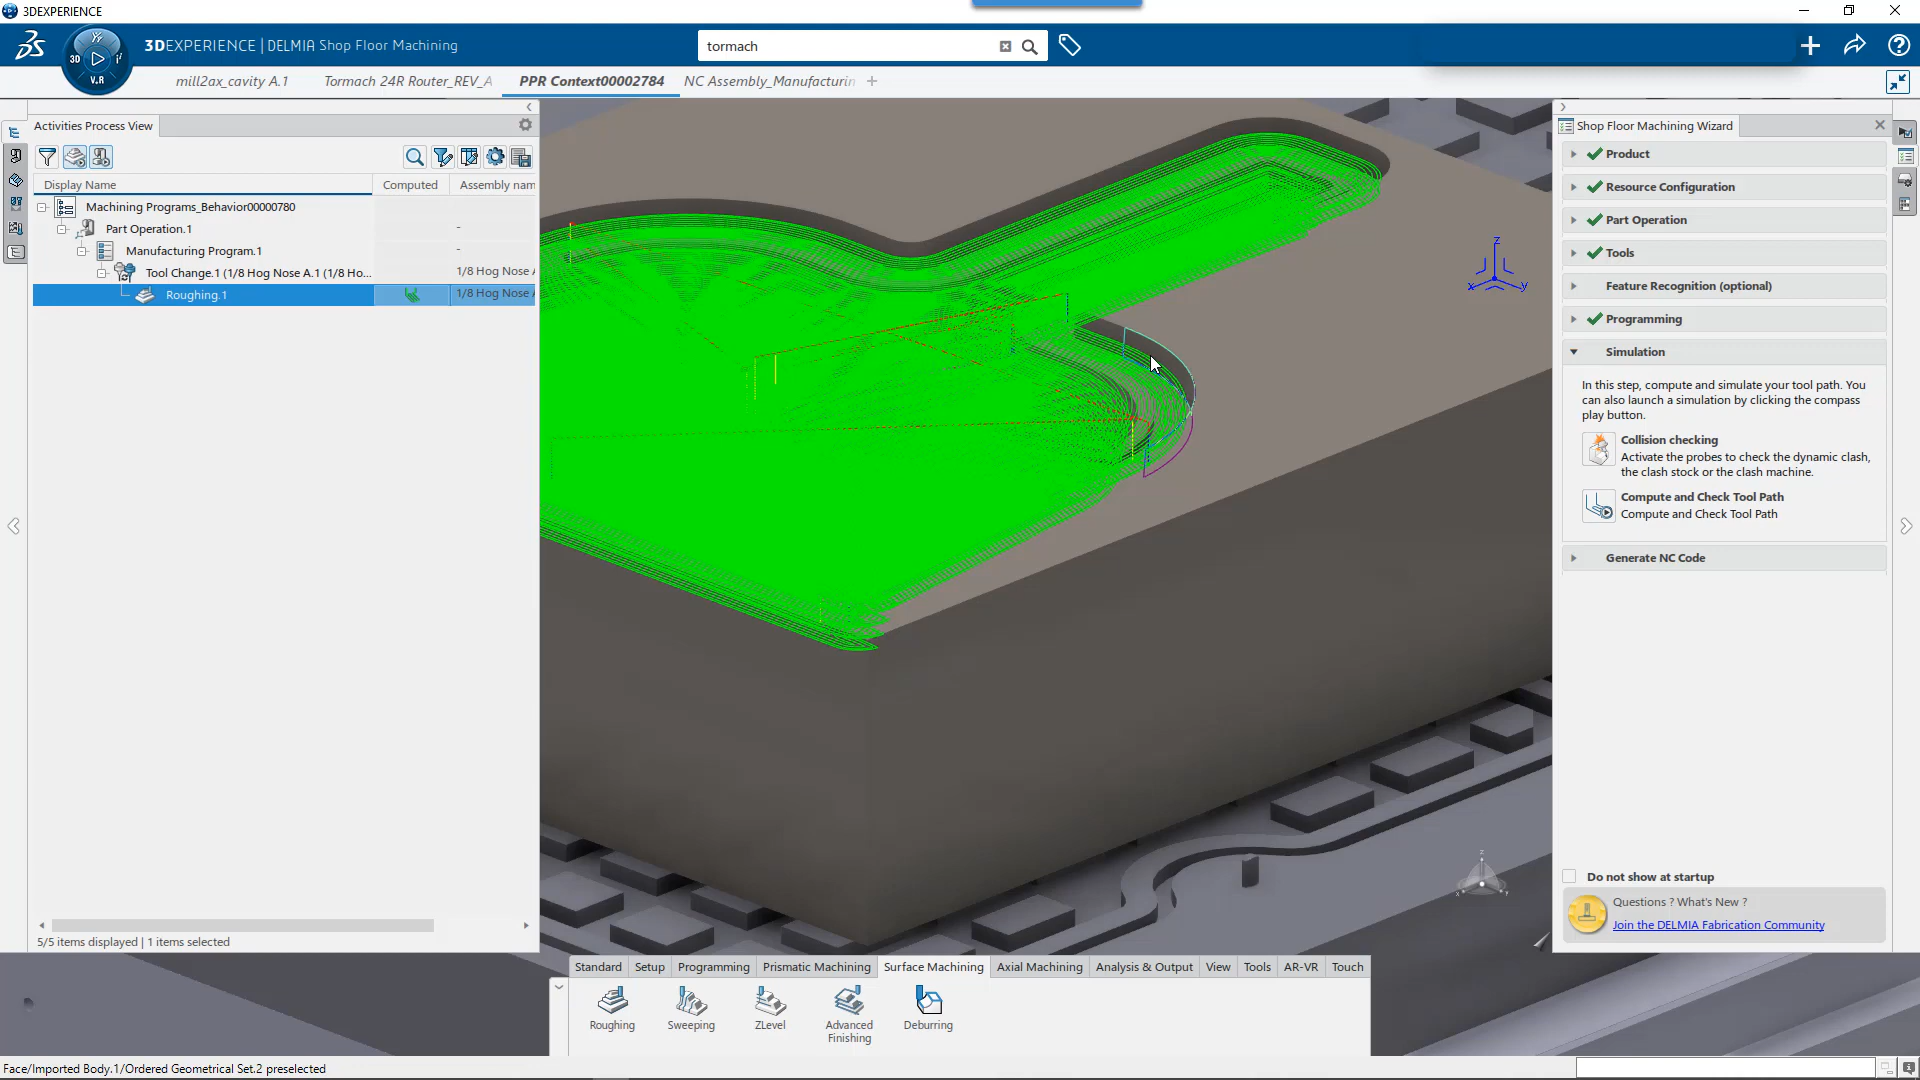 3DEXPERIENCE
3DEXPERIENCE | DELMIA Shop Floor Machining
tormach
3D
V.R
mill2ax_cavity A.1
Tormach 24R Router_REV_A
PPR Context00002784
NC Assembly_Manufacturin
Activities Process View
Display Name
Computed
Assembly nam
Machining Programs_Behavior00000780
Part Operation.1
-
Manufacturing Program.1
-
Tool Change.1 (1/8 Hog Nose A.1 (1/8 Ho...
1/8 Hog Nose A
Roughing.1
1/8 Hog Nose A
5/5 items displayed | 1 items selected
z
x
y
Shop Floor Machining Wizard
Product
Resource Configuration
Part Operation
Tools
Feature Recognition (optional)
Programming
Simulation
In this step, compute and simulate your tool path. You
can also launch a simulation by clicking the compass
play button.
Collision checking
Activate the probes to check the dynamic clash,
the clash stock or the clash machine.
Compute and Check Tool Path
Compute and Check Tool Path
Generate NC Code
Do not show at startup
Questions ? What's New ?
Join the DELMIA Fabrication Community
Standard
Setup
Programming
Prismatic Machining
Surface Machining
Axial Machining
Analysis & Output
View
Tools
AR-VR
Touch
Roughing
Sweeping
ZLevel
Advanced
Finishing
Deburring
Face/Imported Body.1/Ordered Geometrical Set.2 preselected